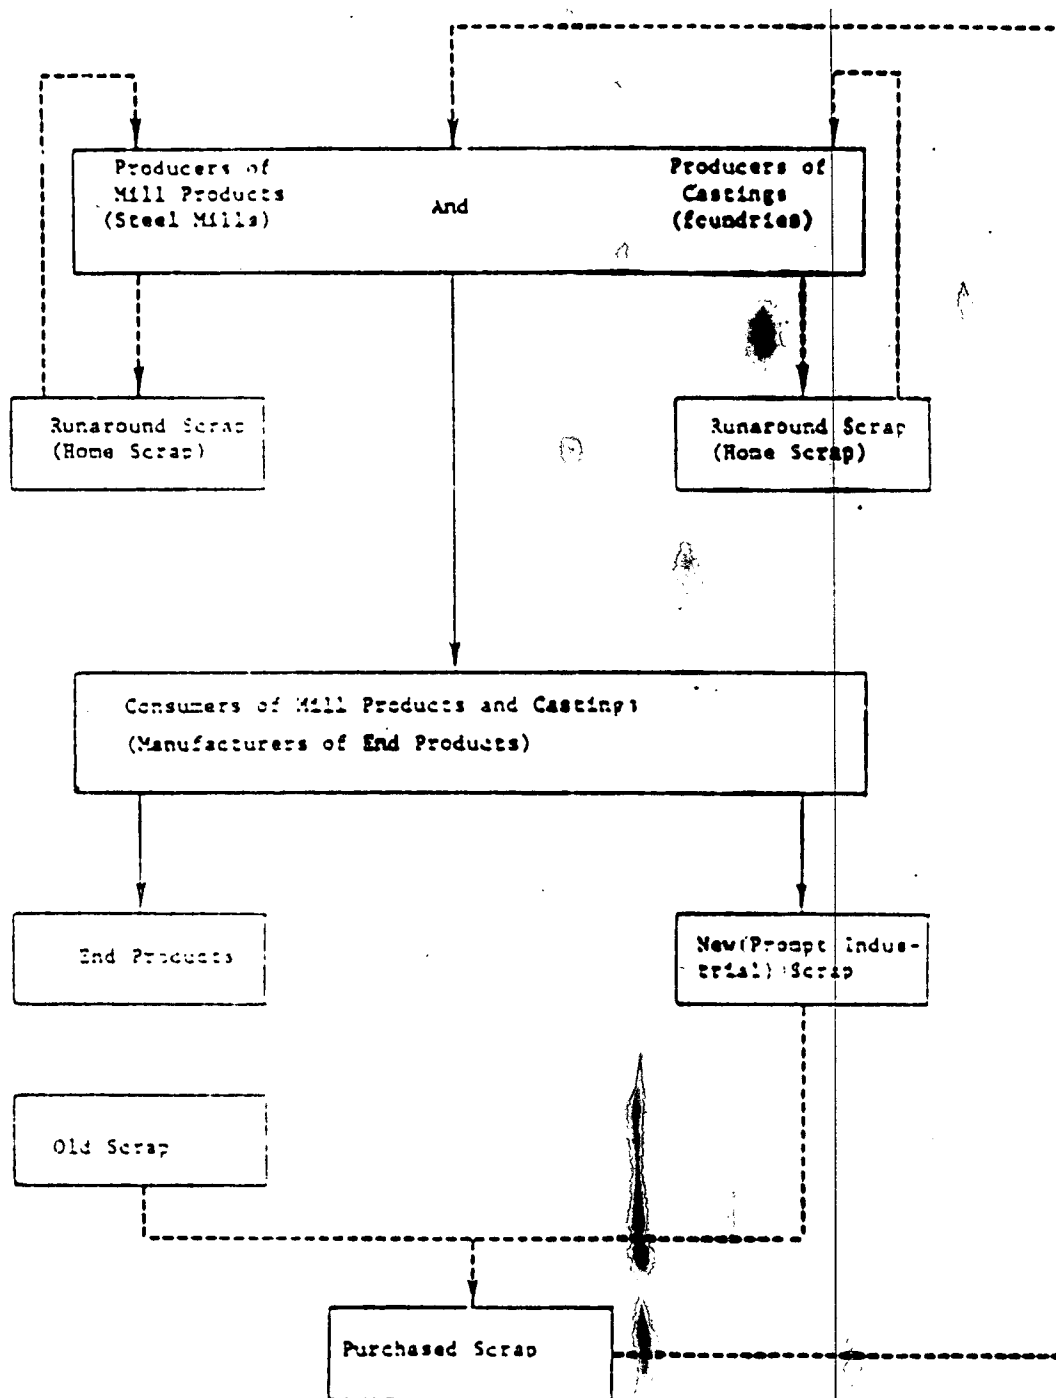 Producers of
Mill Products
(Steel Mills)
And
Producers of
Castings
(foundries)
Runaround Scrap
(Home Scrap)
Runaround Scrap
(Home Scrap)
Consumers of Mill Products and Castings
(Manufacturers of End Products)
End Products
New(Prompt Indus-
trial) Scrap
Old Scrap
Purchased Scrap